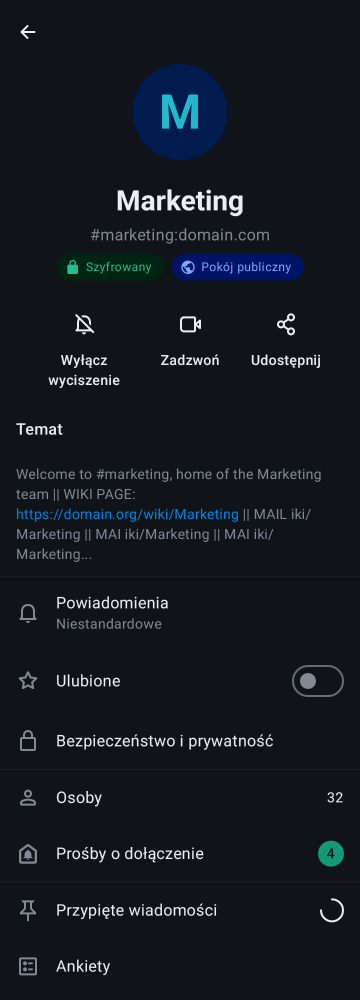 M
Marketing
#marketing:domain.com
Szyfrowany
Pokój publiczny
Wyłącz
wyciszenie
Zadzwoń
Udostępnij
Temat
Welcome to #marketing, home of the Marketing
team || WIKI PAGE:
https://domain.org/wiki/Marketing || MAIL iki/
Marketing || MAI iki/Marketing || MAI iki/
Marketing...
Powiadomienia
Niestandardowe
Ulubione
Bezpieczeństwo i prywatność
Osoby 32
Prośby o dołączenie 4
Przypięte wiadomości
Ankiety